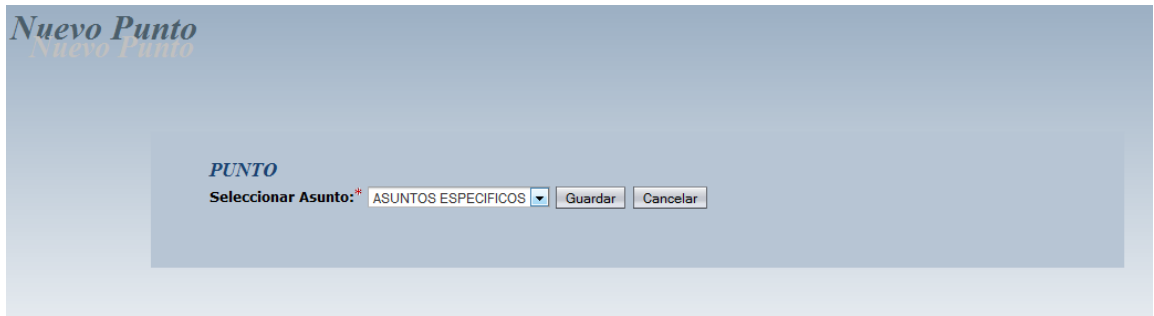 Nuevo Punto
Nuevo Punto
PUNTO
Seleccionar Asunto:* ASUNTOS ESPECIFICOS Guardar Cancelar